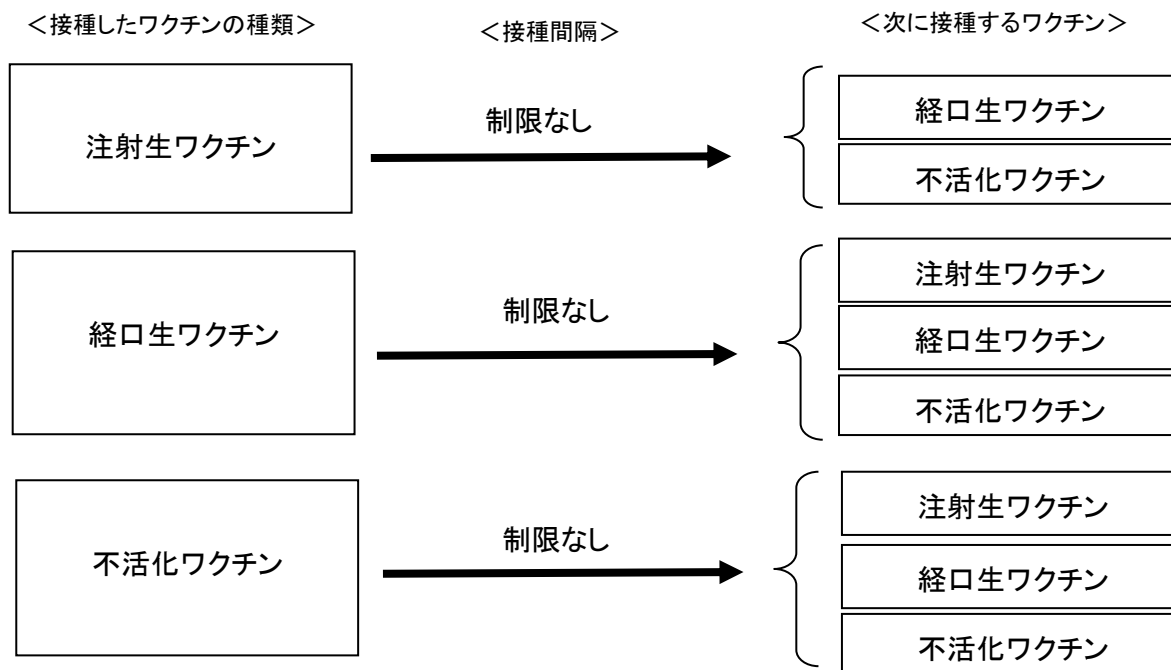 ＜接種したワクチンの種類＞
＜接種間隔＞
＜次に接種するワクチン＞
注射生ワクチン
制限なし
経口生ワクチン
不活化ワクチン
経口生ワクチン
制限なし
注射生ワクチン
経口生ワクチン
不活化ワクチン
不活化ワクチン
制限なし
注射生ワクチン
経口生ワクチン
不活化ワクチン